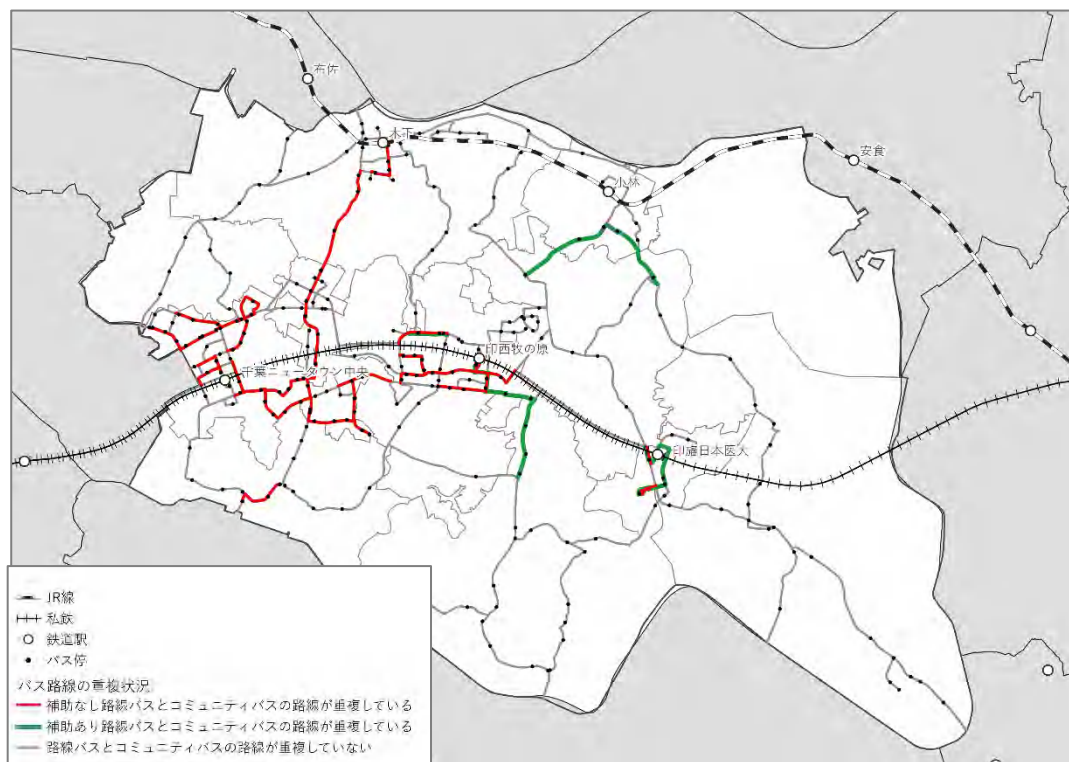 布佐
木下
安食
小林
印西牧の原
千葉ニュータウン中央
印旛日本医大
JR線
私鉄
鉄道駅
バス停
バス路線の重複状況
補助なし路線バスとコミュニティバスの路線が重複している
補助あり路線バスとコミュニティバスの路線が重複している
路線バスとコミュニティバスの路線が重複していない